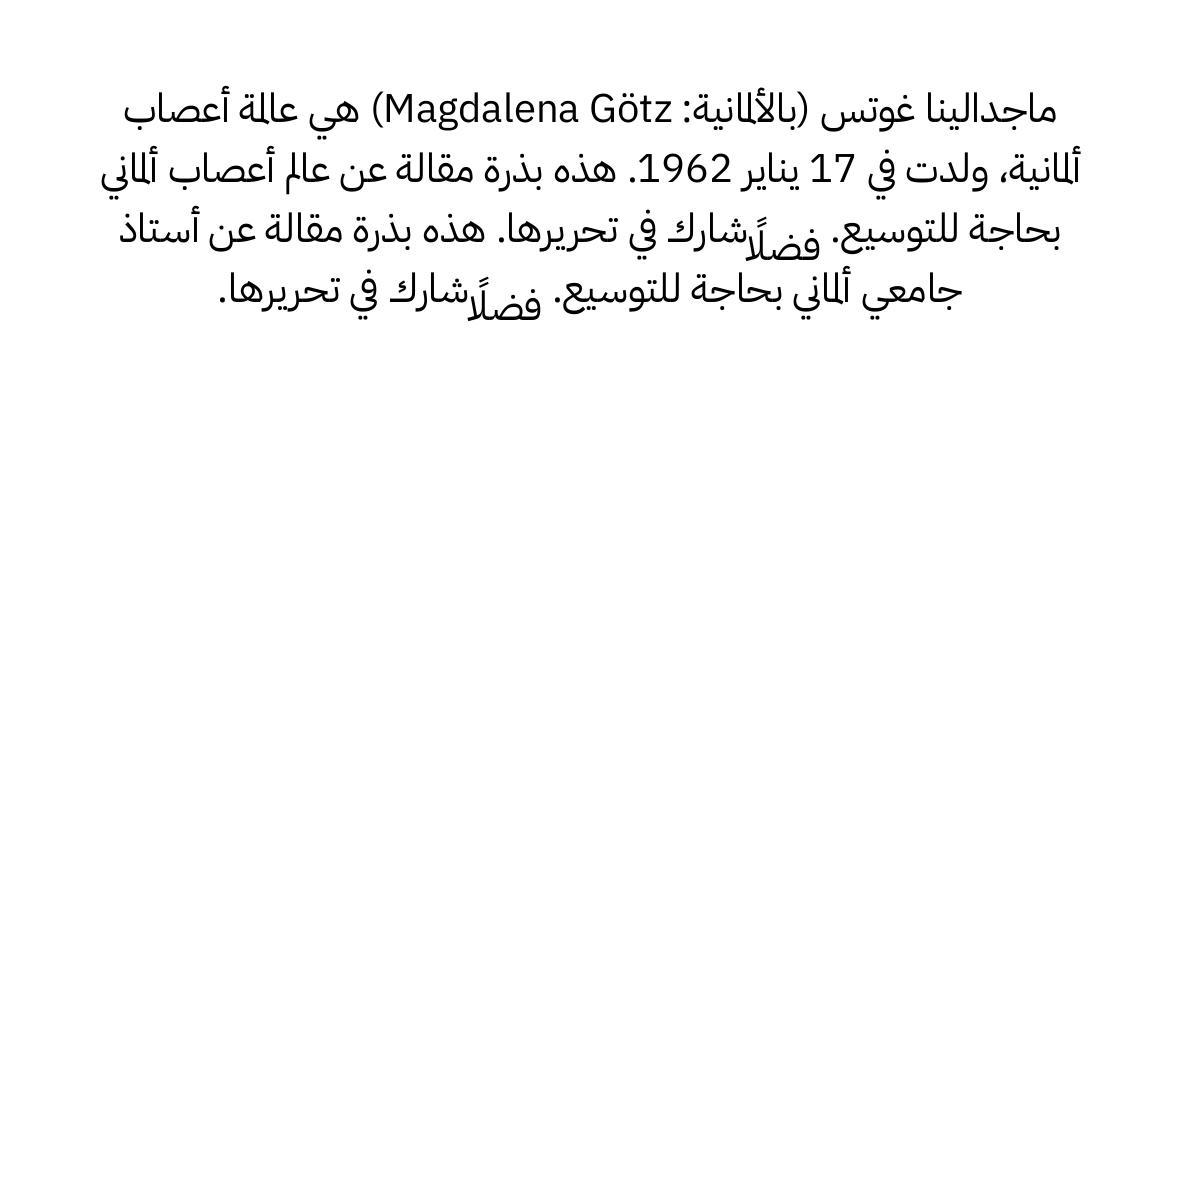 ماجدالينا غوتس (بالألمانية: Magdalena Götz) هي عالمة أعصاب
ألمانية، ولدت في 17 يناير 1962. هذه بذرة مقالة عن عالم أعصاب ألماني
بحاجة للتوسيع. فضلًا شارك في تحريرها. هذه بذرة مقالة عن أستاذ
جامعي ألماني بحاجة للتوسيع. فضلًا شارك في تحريرها.